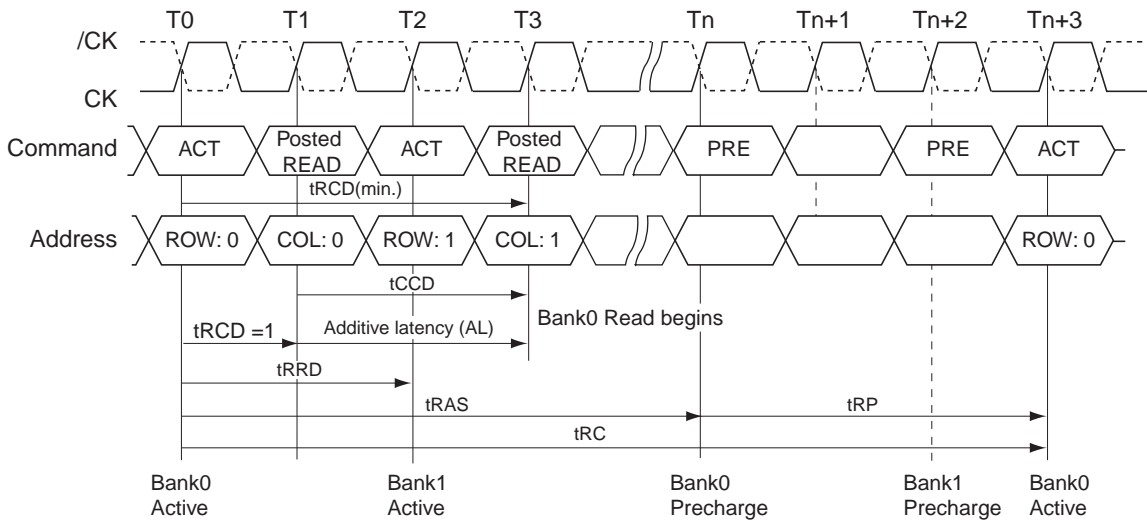 T0 T1 T2 T3 Tn Tn+1 Tn+2 Tn+3
/CK
CK
Command ACT Posted READ ACT Posted READ PRE PRE ACT
tRCD(min.)
Address ROW: 0 COL: 0 ROW: 1 COL: 1 ROW: 0
tCCD
Bank0 Read begins
tRCD =1 Additive latency (AL)
tRRD
tRAS tRP
tRC
Bank0 Active Bank1 Active Bank0 Precharge Bank1 Precharge Bank0 Active